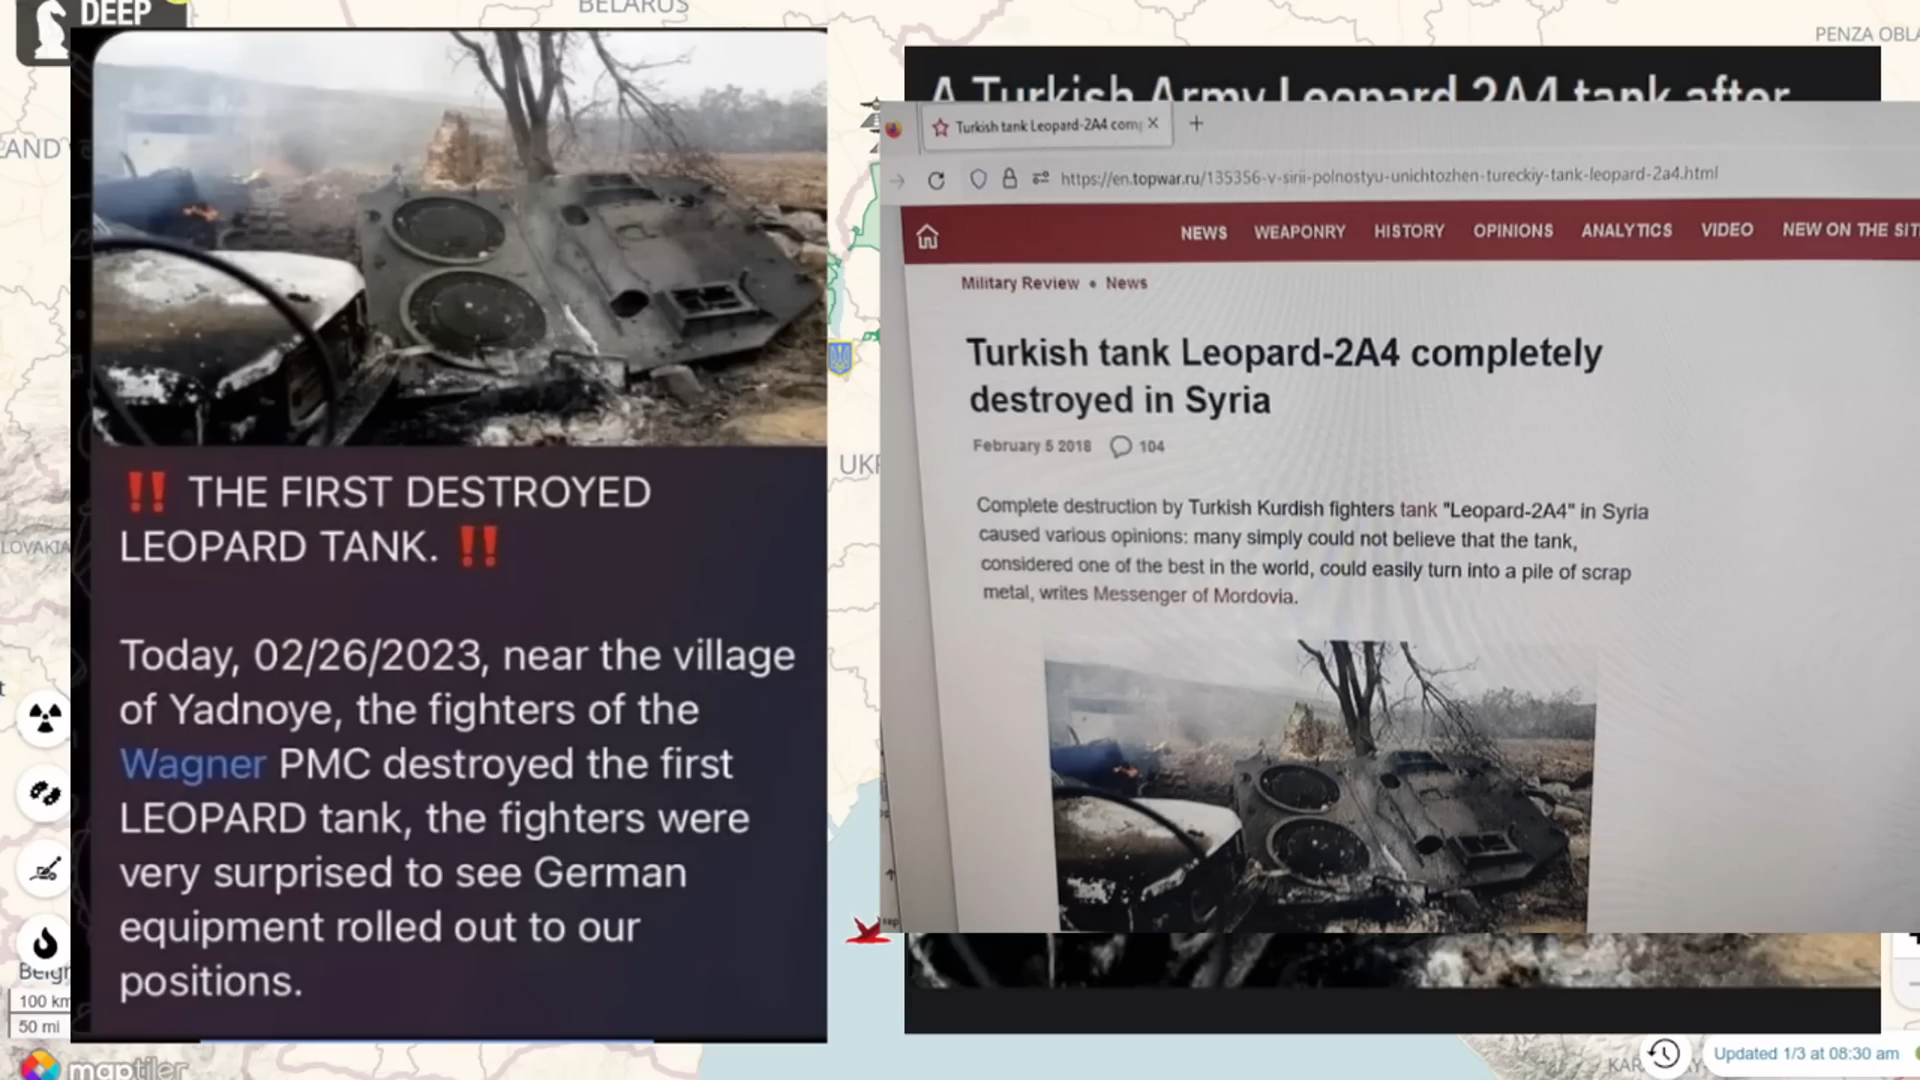 DEEP
BELARUS
PENZA OBLA
LAND
UKR
SLOVAKIA
Belgr
100 km
50 mi
maptiler
Updated 1/3 at 08:30 am
‼ THE FIRST DESTROYED
LEOPARD TANK. ‼
Today, 02/26/2023, near the village
of Yadnoye, the fighters of the
Wagner PMC destroyed the first
LEOPARD tank, the fighters were
very surprised to see German
equipment rolled out to our
positions.
A Turkish Army Leopard 2A4 tank after
Turkish tank Leopard-2A4 com
https://en.topwar.ru/135356-v-sirii-polnostyu-unichtozhen-tureckiy-tank-leopard-2a4.html
NEWS WEAPONRY HISTORY OPINIONS ANALYTICS VIDEO NEW ON THE SIT
Military Review • News
Turkish tank Leopard-2A4 completely
destroyed in Syria
February 5 2018 104
Complete destruction by Turkish Kurdish fighters tank "Leopard-2A4" in Syria
caused various opinions: many simply could not believe that the tank,
considered one of the best in the world, could easily turn into a pile of scrap
metal, writes Messenger of Mordovia.